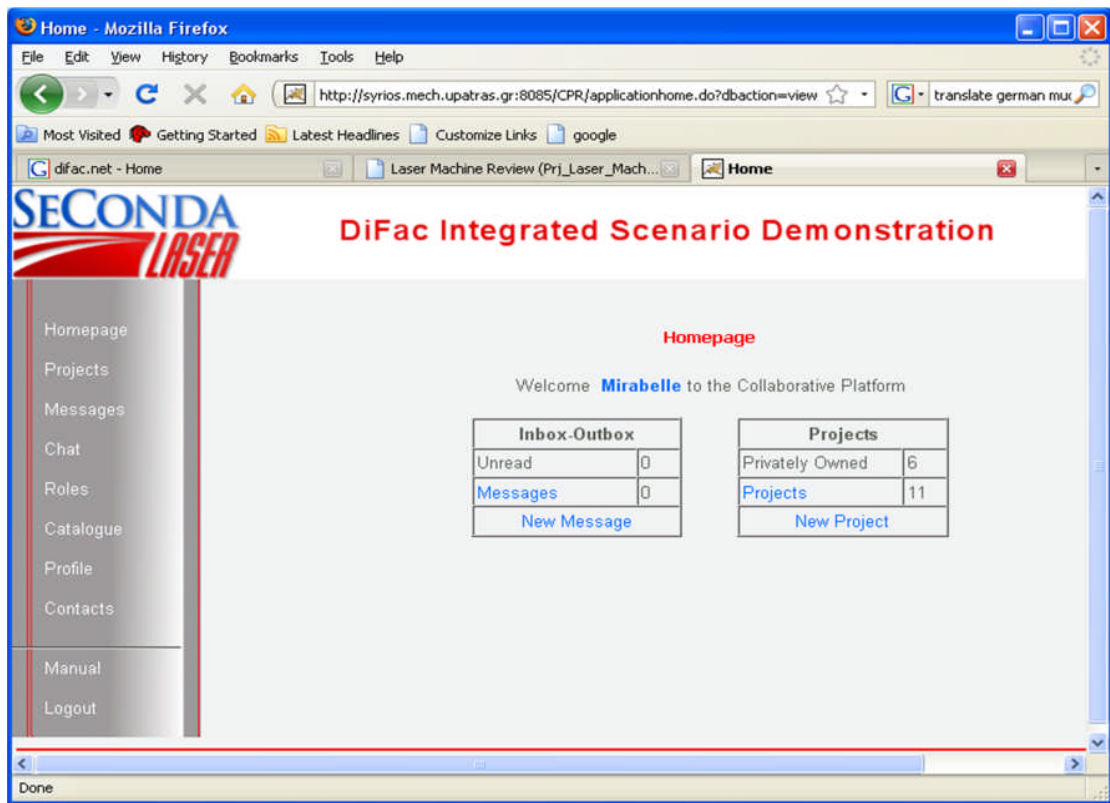 Home - Mozilla Firefox
File Edit View History Bookmarks Tools Help
http://syrios.mech.upatras.gr:8085/CPR/applicationhome.do?dbaction=view
G translate german mux
Most Visited Getting Started Latest Headlines Customize Links google
G difac.net - Home
Laser Machine Review (Prj_Laser_Mach...
Home
SECONDA
LASER
DiFac Integrated Scenario Demonstration
Homepage
Projects
Messages
Chat
Roles
Catalogue
Profile
Contacts
Manual
Logout
Homepage
Welcome Mirabelle to the Collaborative Platform
Inbox-Outbox
Unread 0
Messages 0
New Message
Projects
Privately Owned 6
Projects 11
New Project
Done